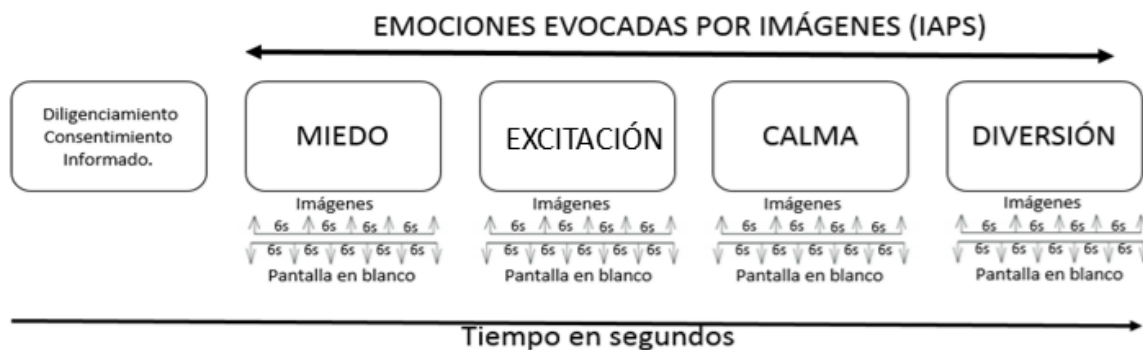 EMOCIONES EVOCADAS POR IMÁGENES (IAPS)
Diligenciamiento
Consentimiento
Informado.
MIEDO
EXCITACIÓN
CALMA
DIVERSIÓN
Imágenes
6s 6s 6s 6s
6s 6s 6s 6s 6s
Pantalla en blanco
Imágenes
6s 6s 6s 6s
6s 6s 6s 6s 6s
Pantalla en blanco
Imágenes
6s 6s 6s 6s
6s 6s 6s 6s 6s
Pantalla en blanco
Imágenes
6s 6s 6s 6s
6s 6s 6s 6s 6s
Pantalla en blanco
Tiempo en segundos